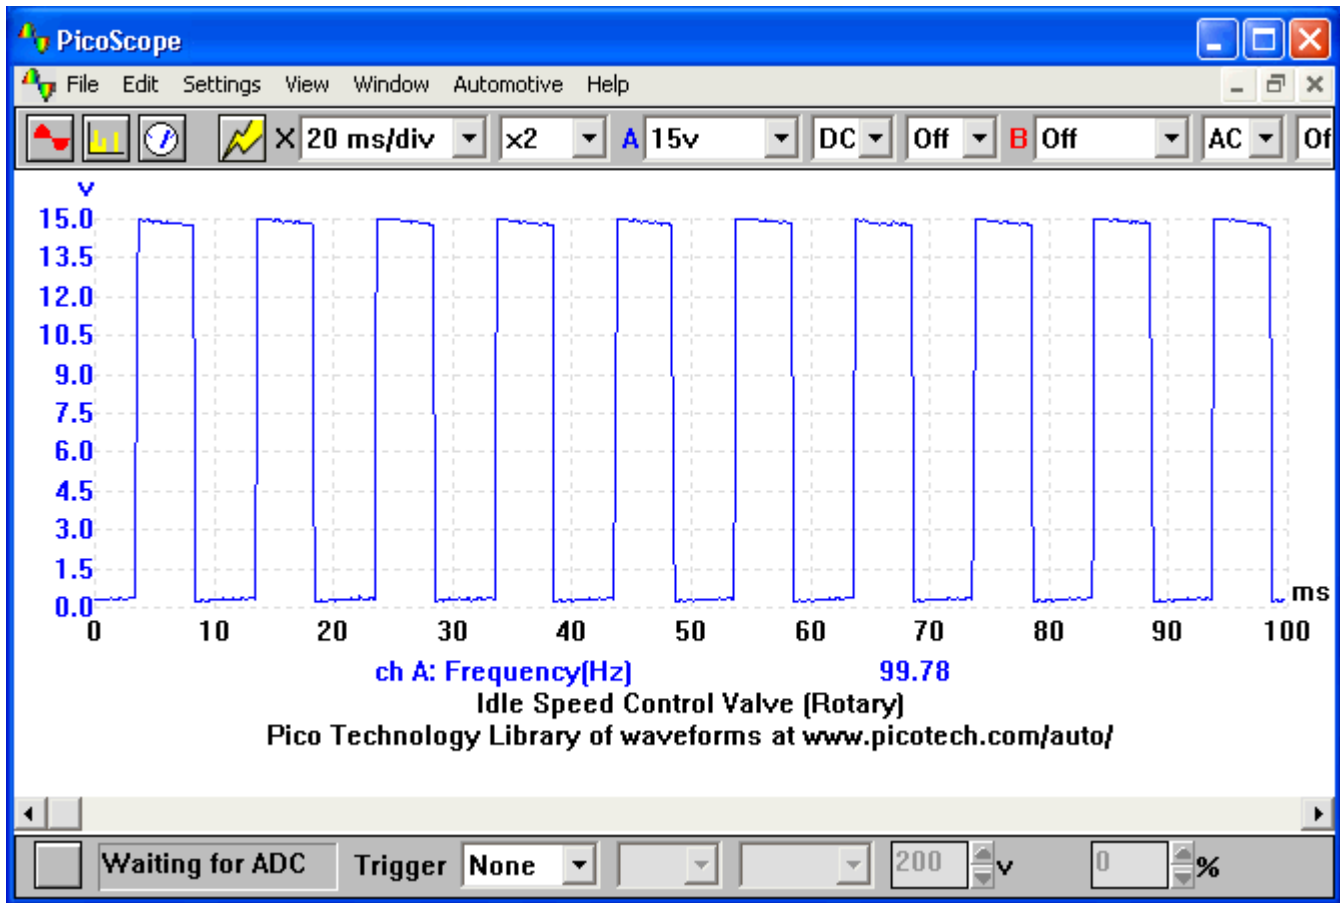 PicoScope
File Edit Settings View Window Automotive Help
X 20 ms/div x2 A 15v DC Off B Off AC Of
v
15.0
13.5
12.0
10.5
9.0
7.5
6.0
4.5
3.0
1.5
0.0
ms
0 10 20 30 40 50 60 70 80 90 100
ch A: Frequency(Hz) 99.78
Idle Speed Control Valve (Rotary)
Pico Technology Library of waveforms at www.picotech.com/auto/
Waiting for ADC Trigger None 200 v 0 %